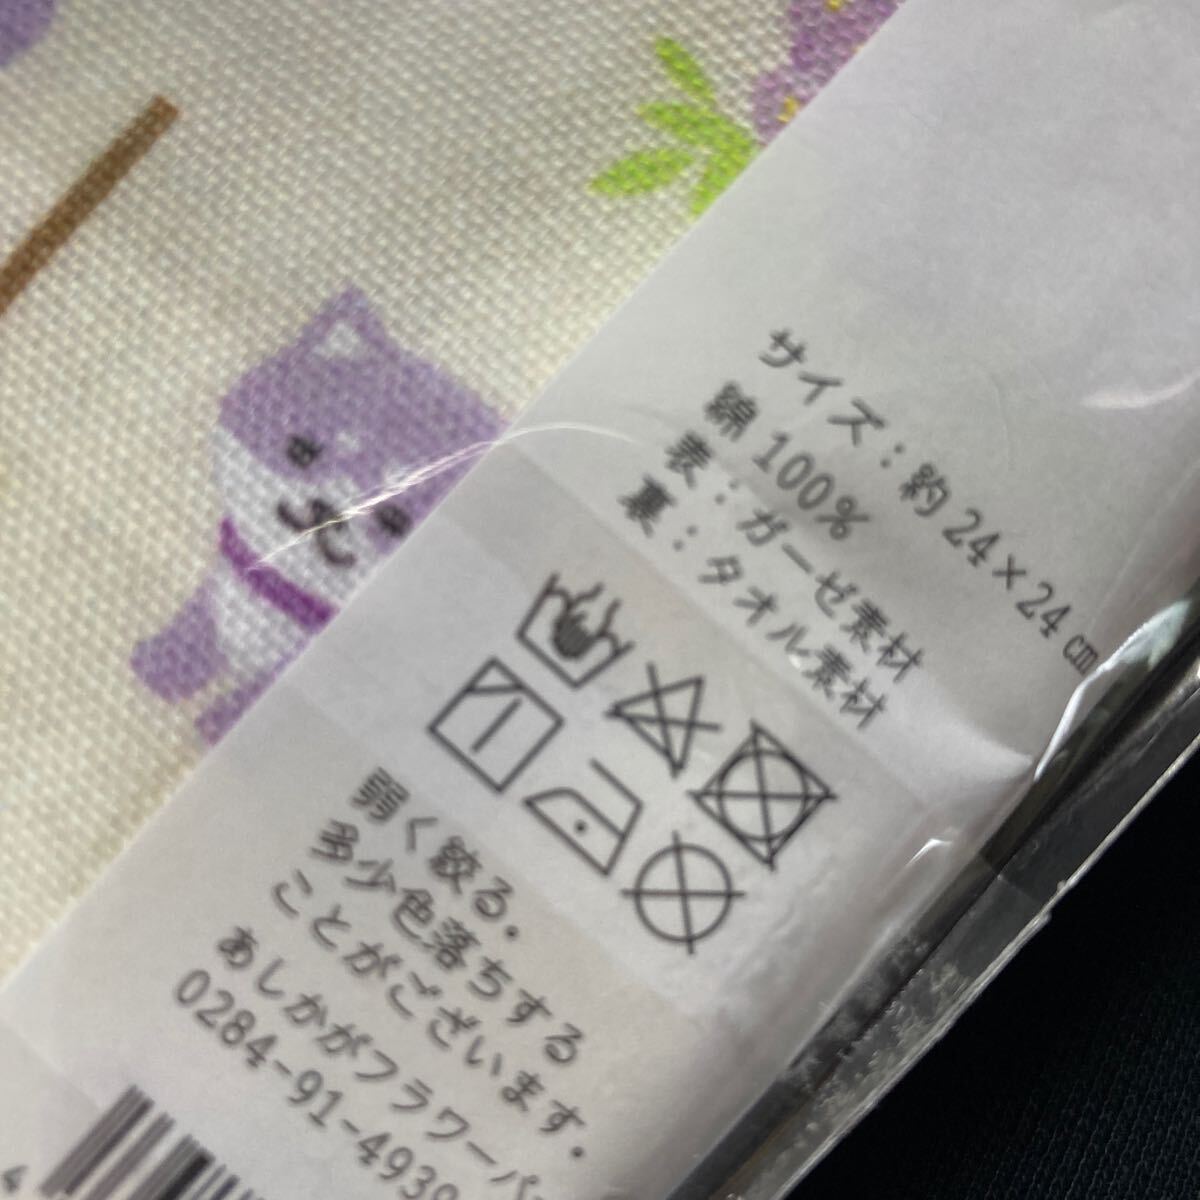 サイズ：約 24×24 ㎝
綿 100%
表：ガーゼ素材
裏：タオル素材
弱く絞る．
多少色落ちする
ことがございます．
あしかがフラワーパ
0284-91-4939
4